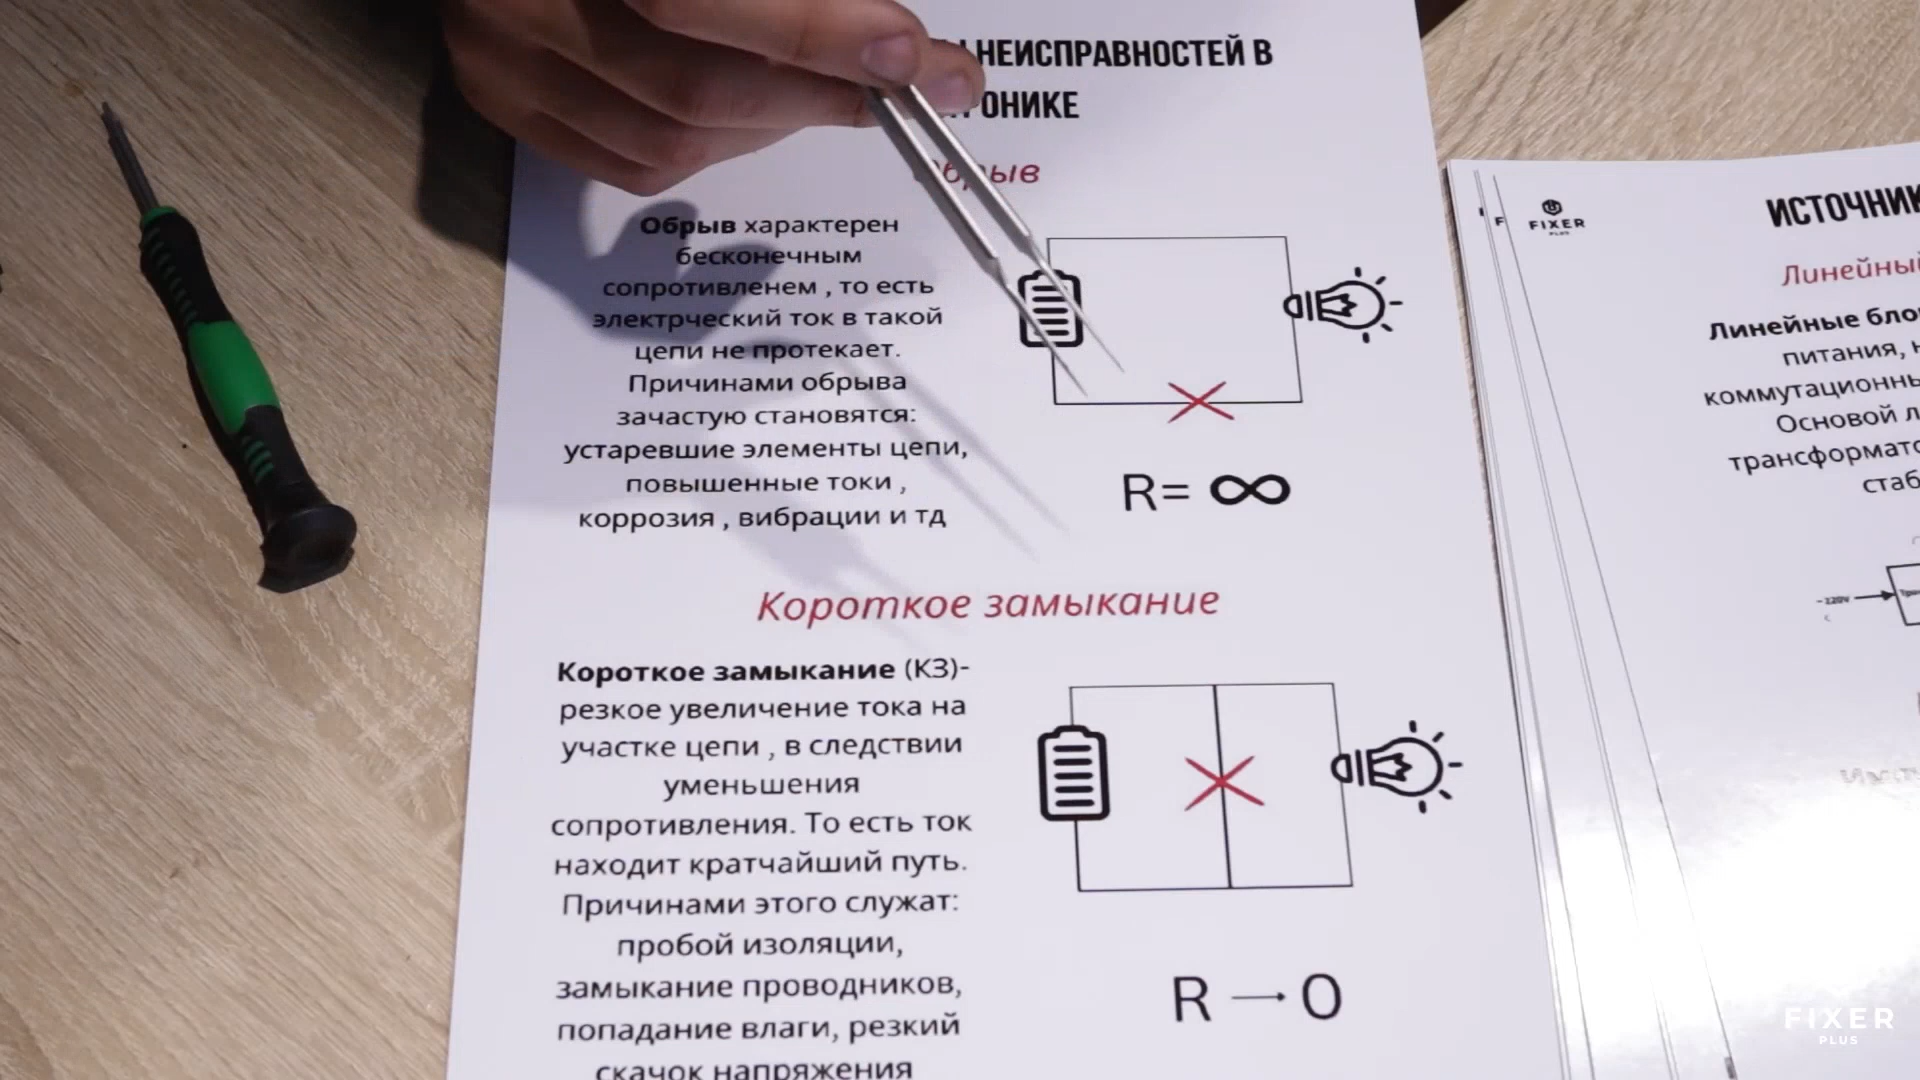 НЕИСПРАВНОСТЕЙ В
Обрыв
Обрыв характерен
бесконечным
сопротивленем , то есть
электрческий ток в такой
цепи не протекает.
Причинами обрыва
зачастую становятся:
устаревшие элементы цепи,
повышенные токи ,
коррозия , вибрации и тд
R= ∞
Короткое замыкание
Короткое замыкание (КЗ)-
резкое увеличение тока на
участке цепи , в следствии
уменьшения
сопротивления. То есть ток
находит кратчайший путь.
Причинами этого служат:
пробой изоляции,
замыкание проводников,
попадание влаги, резкий
скачок напряжения
R → 0
FIXER
PLUS
ИСТОЧНИК
Линейный
Линейные бло
питания, н
коммутационны
Основой л
трансформато
стаб
~220V
FIXER
PLUS